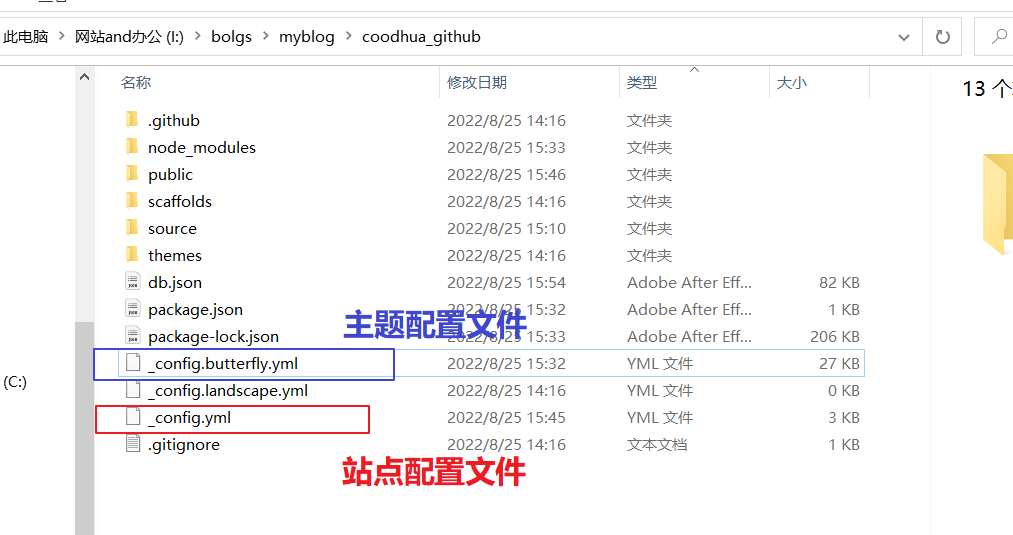 此电脑 > 网站and办公 (I:) > bolgs > myblog > coodhua_github
名称 修改日期 类型 大小
13 个
.github 2022/8/25 14:16 文件夹
node_modules 2022/8/25 15:33 文件夹
public 2022/8/25 15:46 文件夹
scaffolds 2022/8/25 14:16 文件夹
source 2022/8/25 15:10 文件夹
themes 2022/8/25 14:16 文件夹
db.json 2022/8/25 15:54 Adobe After Eff... 82 KB
package.json 2022/8/25 15:32 Adobe After Eff... 1 KB
主题配置文件
package-lock.json 2022/8/25 15:33 Adobe After Eff... 206 KB
_config.butterfly.yml 2022/8/25 15:32 YML 文件 27 KB
(C:)
_config.landscape.yml 2022/8/25 14:16 YML 文件 0 KB
_config.yml 2022/8/25 15:45 YML 文件 3 KB
.gitignore 2022/8/25 14:16 文本文档 1 KB
站点配置文件